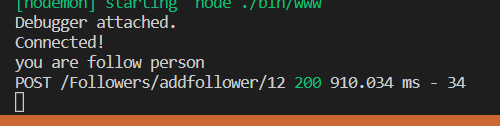 [nodemon] starting `node ./bin/www`
Debugger attached.
Connected!
you are follow person
POST /Followers/addfollower/12 200 910.034 ms - 34